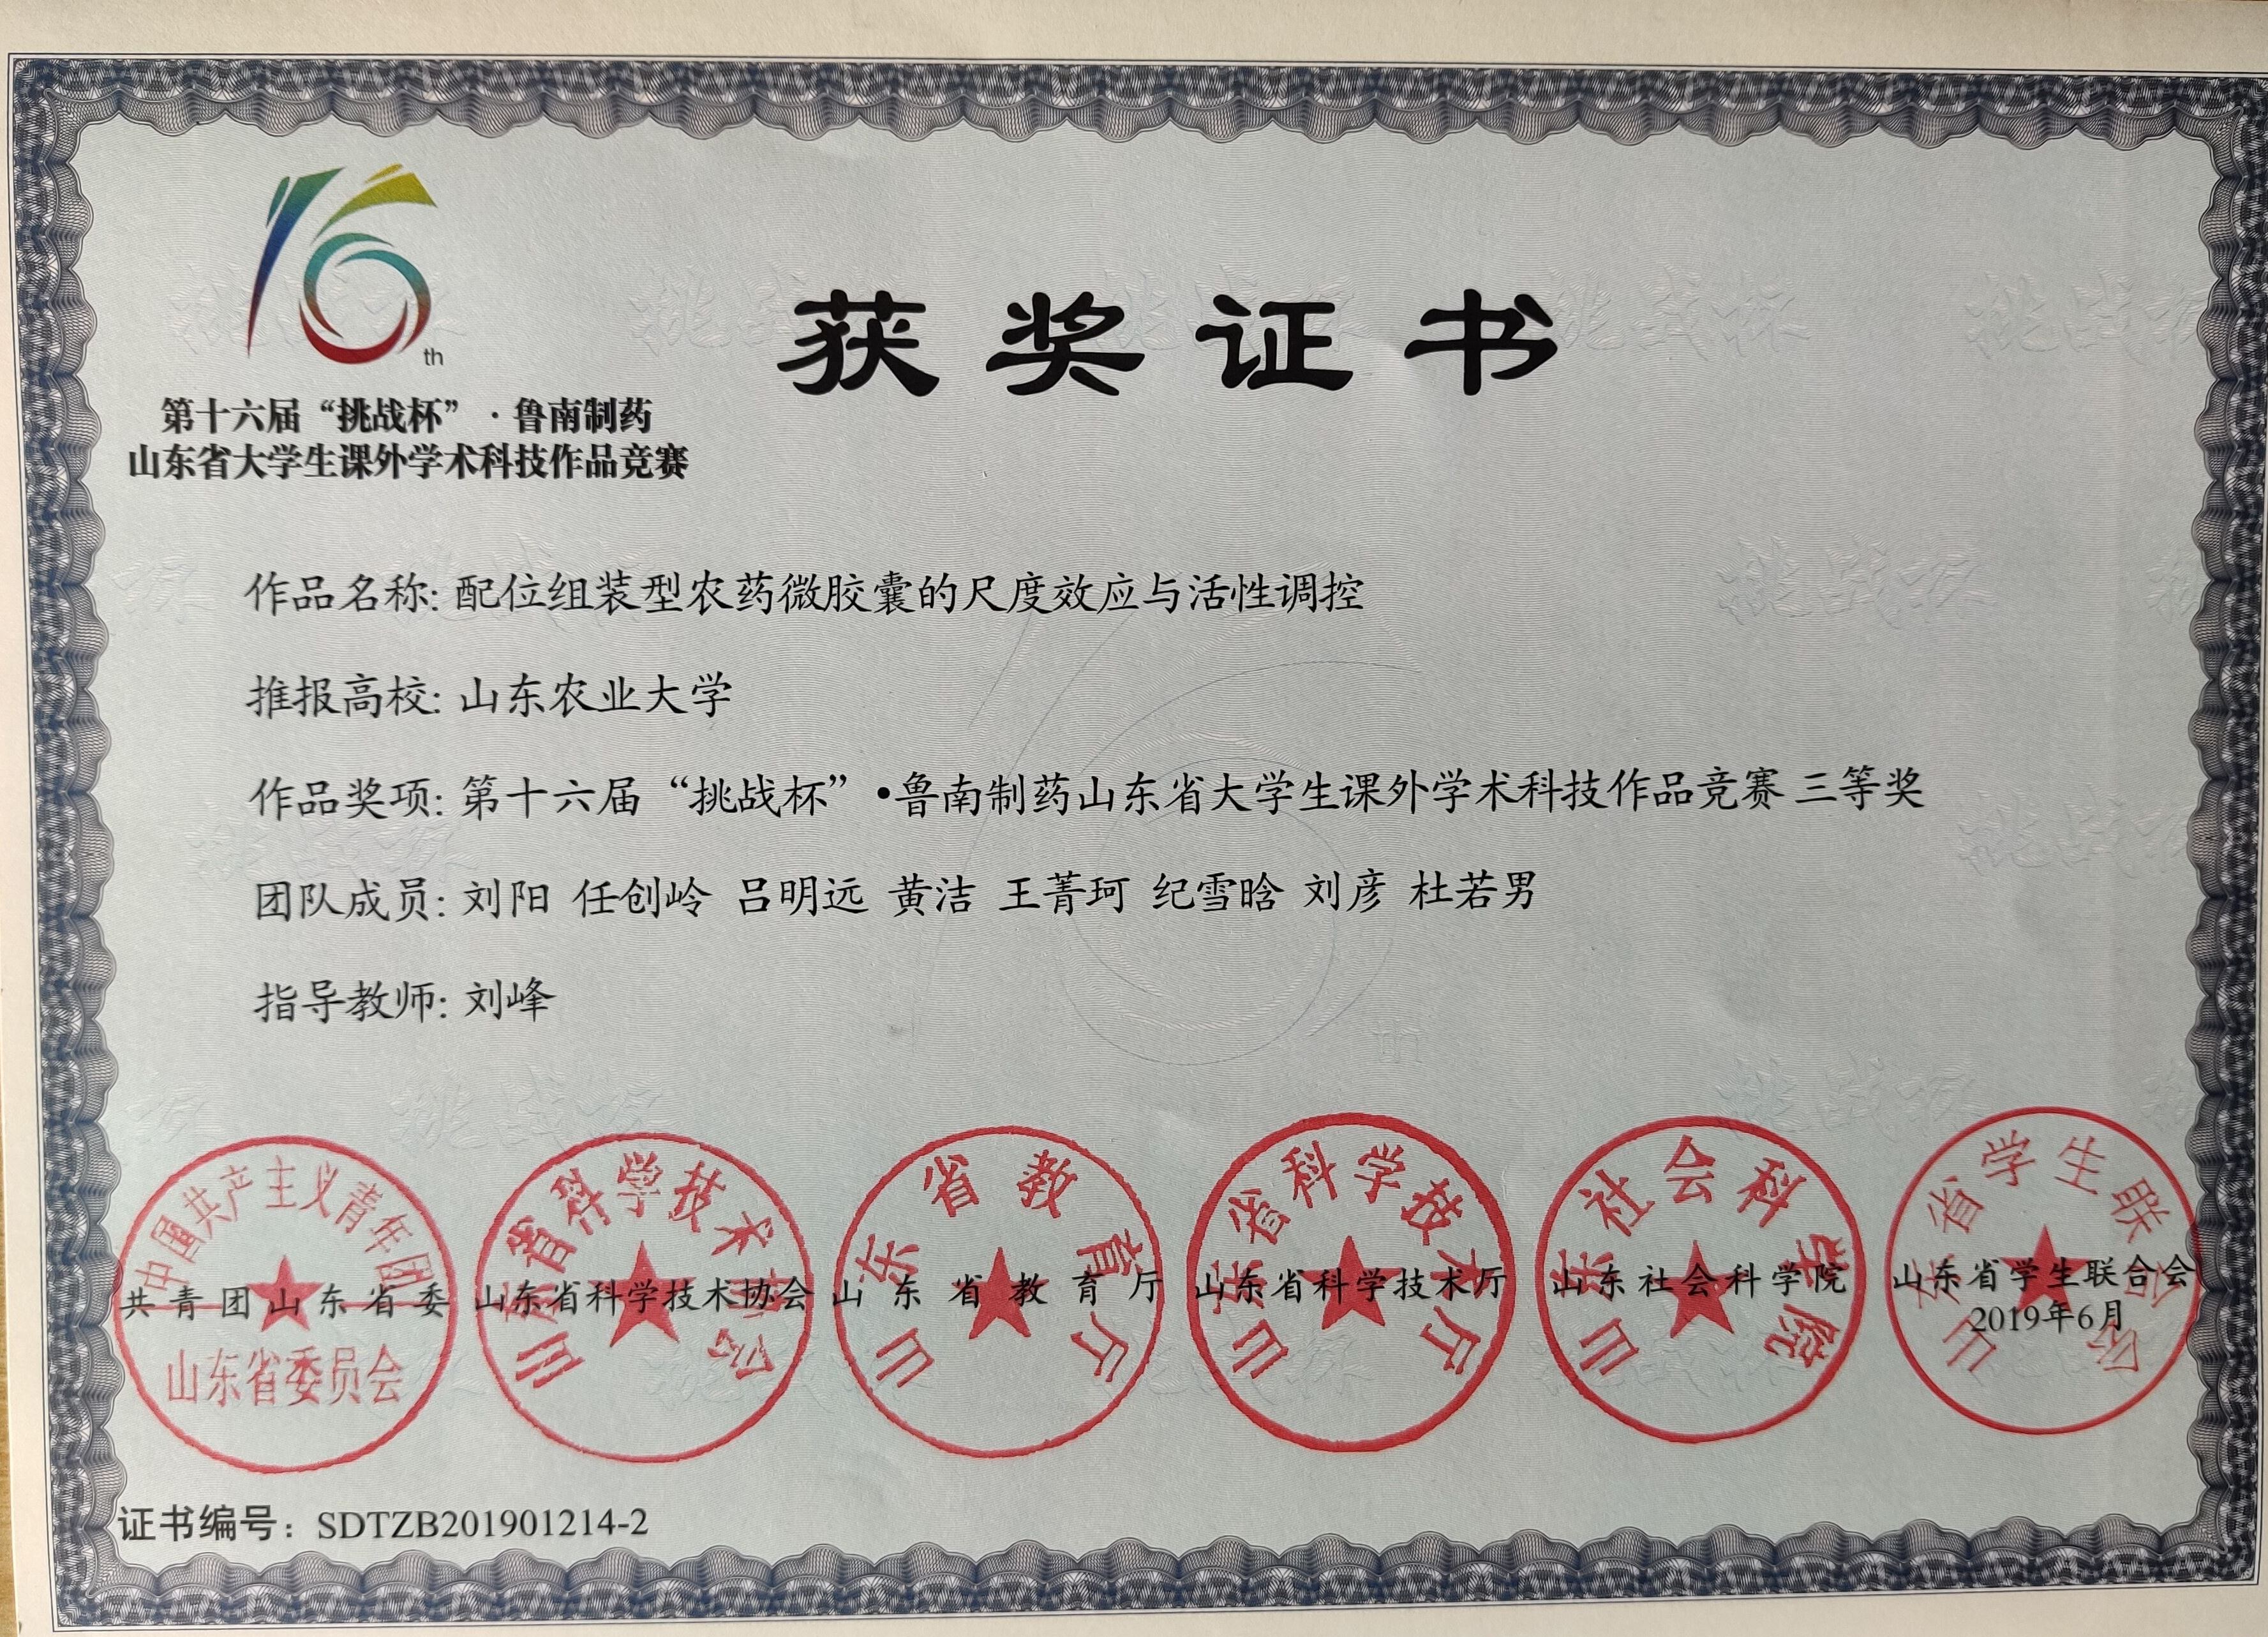 16th
获奖证书
第十六届“挑战杯”·鲁南制药
山东省大学生课外学术科技作品竞赛
作品名称: 配位组装型农药微胶囊的尺度效应与活性调控
推报高校: 山东农业大学
作品奖项: 第十六届“挑战杯”•鲁南制药山东省大学生课外学术科技作品竞赛 三等奖
团队成员: 刘阳 任创岭 吕明远 黄洁 王菁珂 纪雪晗 刘彦 杜若男
指导教师: 刘峰
中国共产主义青年团
山东省委员会
共青团山东省委
山东省科学技术协会
山东省科学技术协会
山东省教育厅
山东省教育厅
山东省科学技术厅
山东省科学技术厅
山东社会科学院
山东社会科学院
山东省学生联合会
山东省学生联合会
2019年6月
证书编号：SDTZB201901214-2